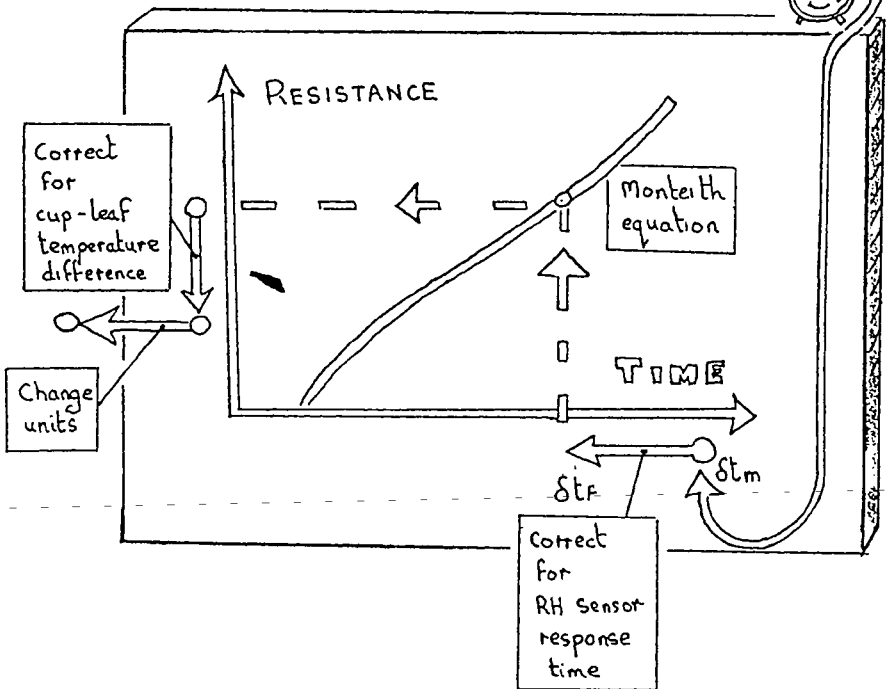 RESISTANCE
Correct
for
cup-leaf
temperature
difference
Monteith
equation
TIME
Change
units
δtF
δtm
Correct
for
RH sensor
response
time